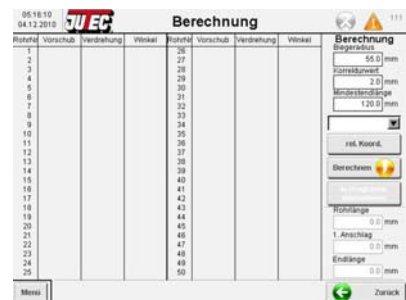 05:16:10
04.12.2010
JUTEC
Berechnung
!!!
RohrNr Vorschub Verdrehung Winkel RohrNr Vorschub Verdrehung Winkel
1 26
2 27
3 28
4 29
5 30
6 31
7 32
8 33
9 34
10 35
11 36
12 37
13 38
14 39
15 40
16 41
17 42
18 43
19 44
20 45
21 46
22 47
23 48
24 49
25 50
Berechnung
Biegeradius
55.0 mm
Korrekturwert
2.0 mm
Mindestendlänge
120.0 mm
rel. Koord.
Berechnen
Rohrlänge
0.0 mm
1. Anschlag
0.0 mm
Endlänge
0.0 mm
Menü
Zurück